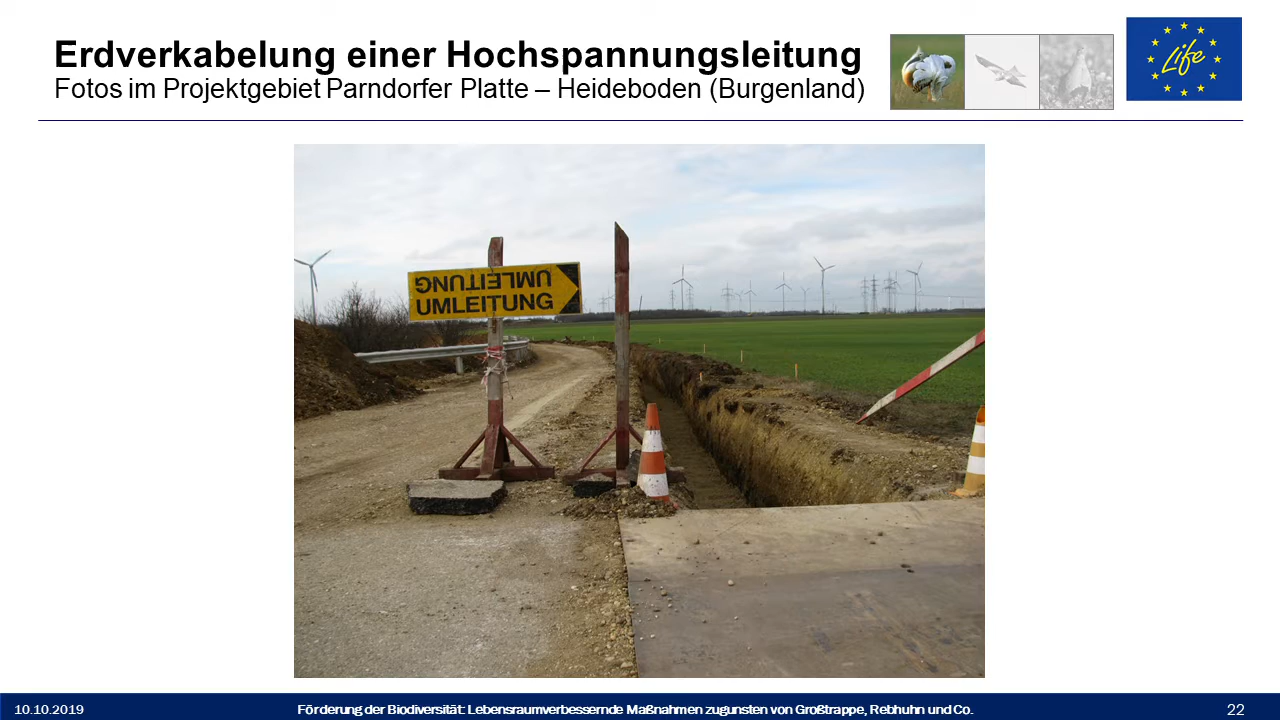 Erdverkabelung einer Hochspannungsleitung
Fotos im Projektgebiet Parndorfer Platte – Heideboden (Burgenland)
Life
UMLEITUNG
UMLEITUNG
10.10.2019
Förderung der Biodiversität: Lebensraumverbessernde Maßnahmen zugunsten von Großtrappe, Rebhuhn und Co.
22